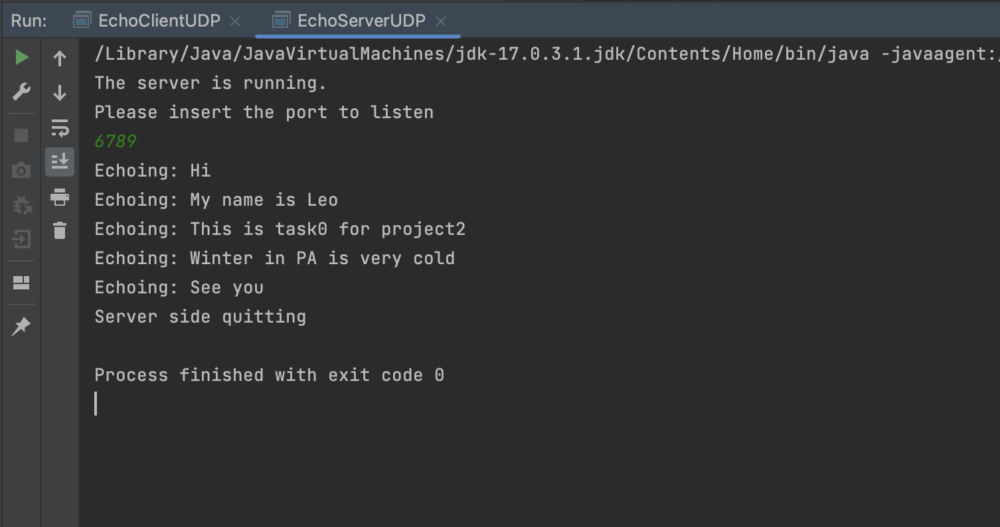 Run: EchoClientUDP EchoServerUDP
/Library/Java/JavaVirtualMachines/jdk-17.0.3.1.jdk/Contents/Home/bin/java -javaagent:/
The server is running.
Please insert the port to listen
6789
Echoing: Hi
Echoing: My name is Leo
Echoing: This is task0 for project2
Echoing: Winter in PA is very cold
Echoing: See you
Server side quitting
Process finished with exit code 0